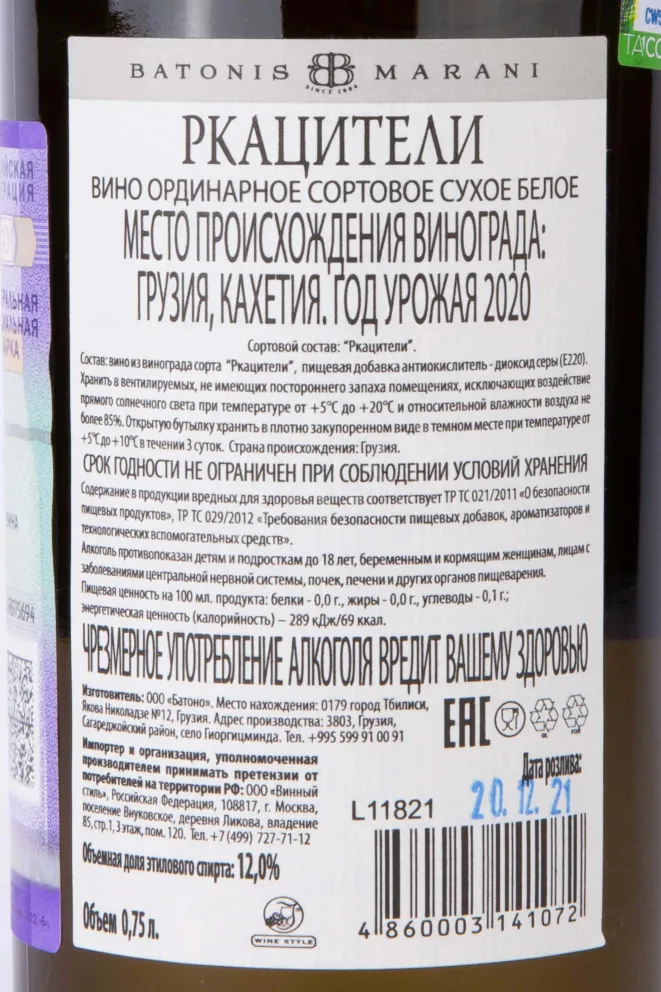 BATONIS MARANI
SINCE 2004
РКАЦИТЕЛИ
ВИНО ОРДИНАРНОЕ СОРТОВОЕ СУХОЕ БЕЛОЕ
МЕСТО ПРОИСХОЖДЕНИЯ ВИНОГРАДА:
ГРУЗИЯ, КАХЕТИЯ. ГОД УРОЖАЯ 2020
Сортовой состав: "Ркацители".
Состав: вино из винограда сорта "Ркацители", пищевая добавка антиокислитель - диоксид серы (Е220).
Хранить в вентилируемых, не имеющих постороннего запаха помещениях, исключающих воздействие
прямого солнечного света при температуре от +5°С до +20°С и относительной влажности воздуха не
более 85%. Открытую бутылку хранить в плотно закупоренном виде в темном месте при температуре от
+5°С до +10°С в течении 3 суток. Страна происхождения: Грузия.
СРОК ГОДНОСТИ НЕ ОГРАНИЧЕН ПРИ СОБЛЮДЕНИИ УСЛОВИЙ ХРАНЕНИЯ
Содержание в продукции вредных для здоровья веществ соответствует ТР ТС 021/2011 «О безопасности
пищевых продуктов», ТР ТС 029/2012 «Требования безопасности пищевых добавок, ароматизаторов и
технологических вспомогательных средств».
Алкоголь противопоказан детям и подросткам до 18 лет, беременным и кормящим женщинам, лицам с
заболеваниями центральной нервной системы, почек, печени и других органов пищеварения.
Пищевая ценность на 100 мл. продукта: белки - 0,0 г., жиры - 0,0 г., углеводы - 0,1 г.;
энергетическая ценность (калорийность) – 289 кДж/69 ккал.
ЧРЕЗМЕРНОЕ УПОТРЕБЛЕНИЕ АЛКОГОЛЯ ВРЕДИТ ВАШЕМУ ЗДОРОВЬЮ
Изготовитель: ООО «Батоно». Место нахождения: 0179 город Тбилиси,
Якова Николадзе №12, Грузия. Адрес производства: 3803, Грузия,
Сагареджойский район, село Гиоргицминда. Тел. +995 599 91 00 91
EAC
Импортер и организация, уполномоченная
производителем принимать претензии от
потребителей на территории РФ: ООО «Винный
стиль», Российская Федерация, 108817, г. Москва,
поселение Внуковское, деревня Ликова, владение
85, стр.1, 3 этаж, пом. 120. Тел. +7 (499) 727-71-12
Дата розлива:
L11821 20.12.21
Объемная доля этилового спирта: 12,0%
Объем 0,75 л.
WINE STYLE
4 860003 141072